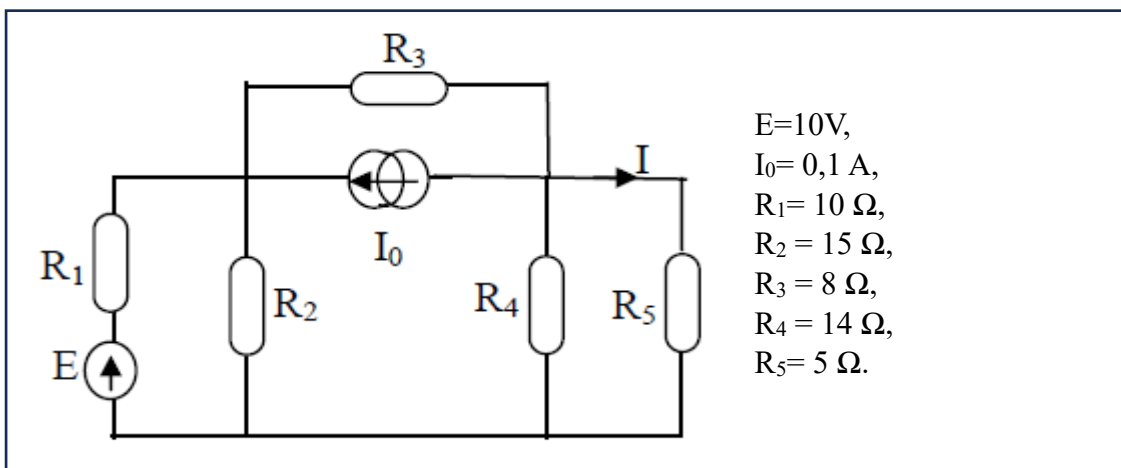 R₃
I
I₀
R₁
R₂
R₄
R₅
E
E=10V,
I₀= 0,1 A,
R₁= 10 Ω,
R₂ = 15 Ω,
R₃ = 8 Ω,
R₄ = 14 Ω,
R₅= 5 Ω.